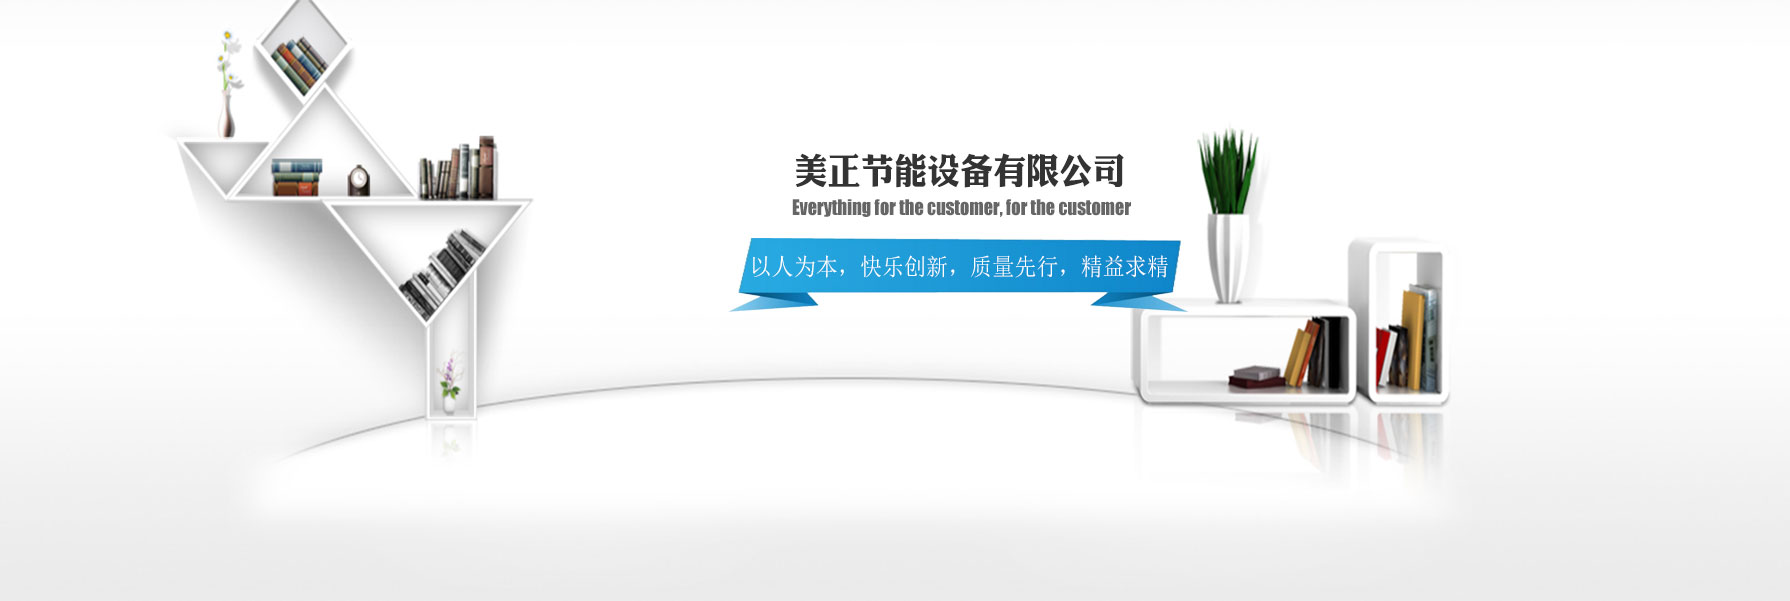 美正节能设备有限公司
Everything for the customer, for the customer
以人为本，快乐创新，质量先行，精益求精